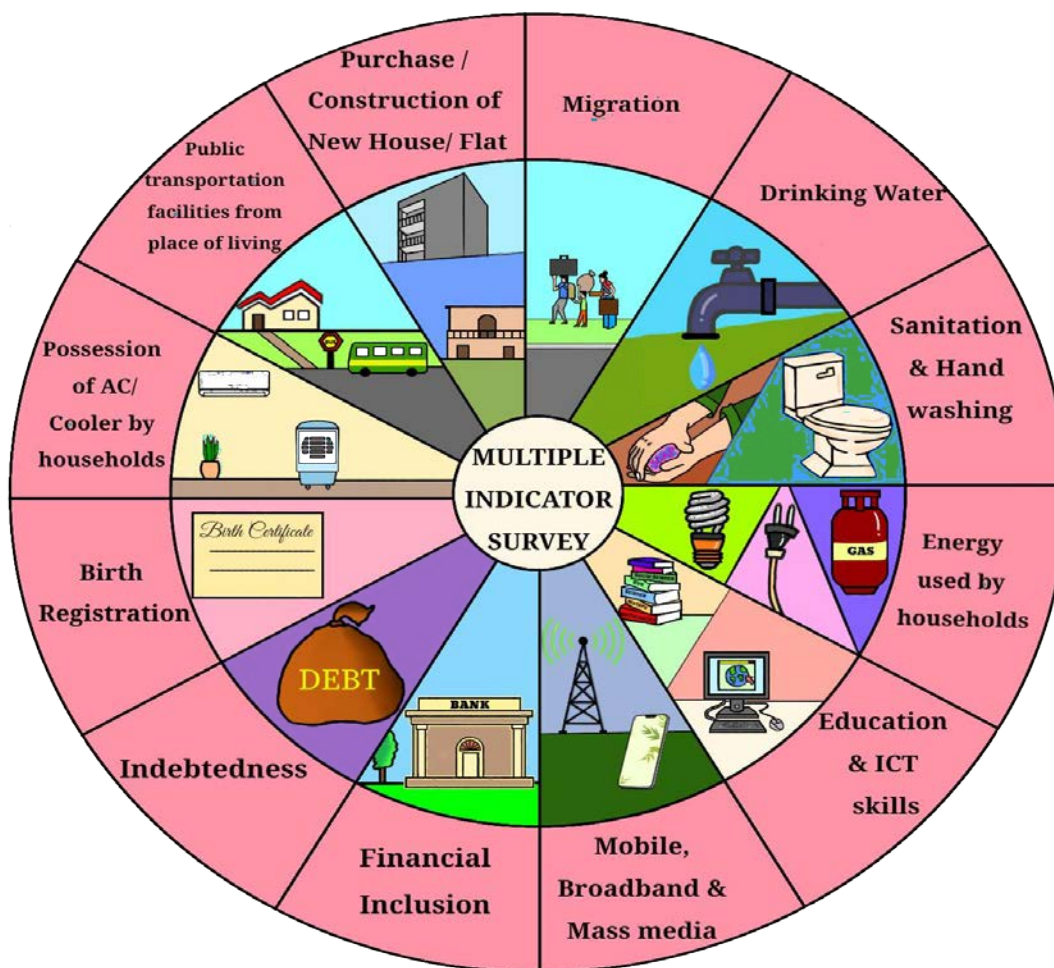 MULTIPLE
INDICATOR
SURVEY
Migration
Drinking Water
Sanitation
& Hand
washing
Energy
used by
households
GAS
Education
& ICT
skills
Mobile,
Broadband &
Mass media
Financial
Inclusion
BANK
Indebtedness
DEBT
Birth
Registration
Birth Certificate
Possession
of AC/
Cooler by
households
Public
transportation
facilities from
place of living
Purchase /
Construction of
New House/ Flat